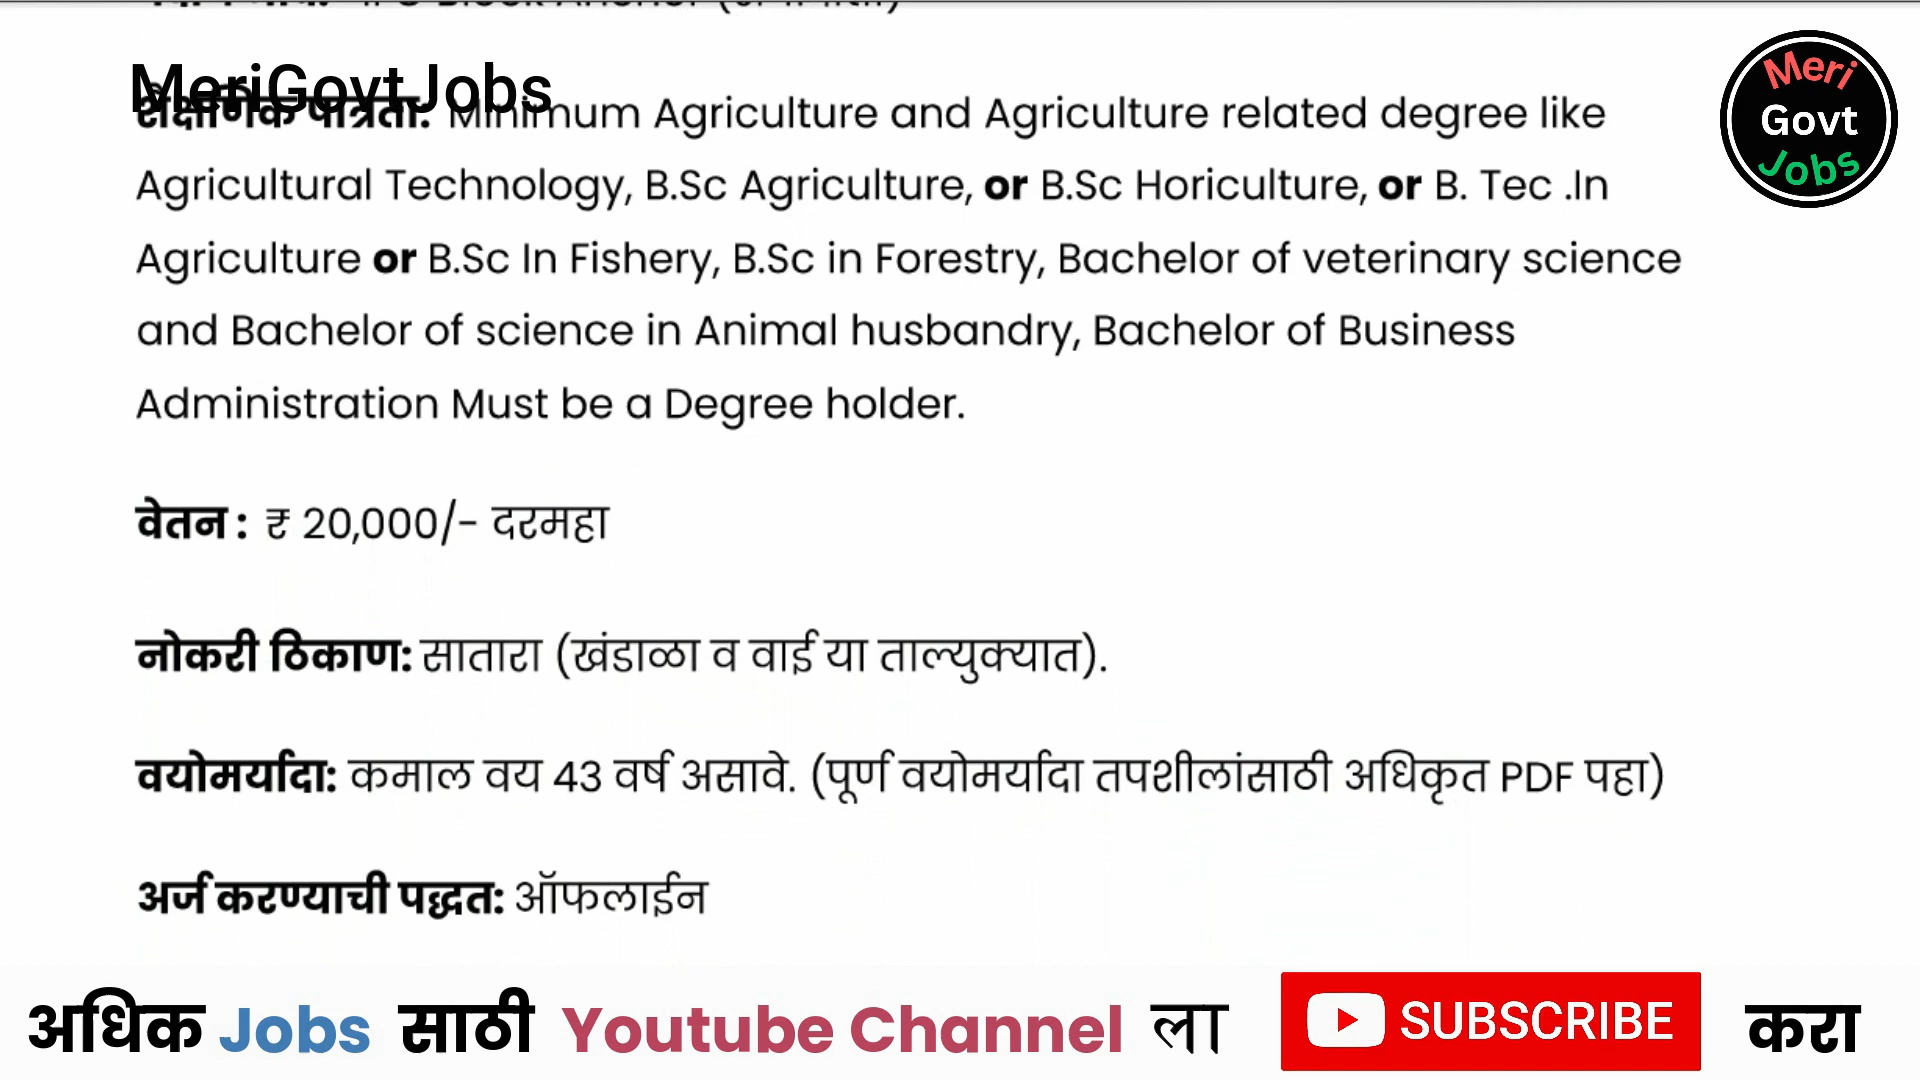 MeriGovtJobs
Meri
Govt
Jobs
शैक्षणिक पात्रता: Minimum Agriculture and Agriculture related degree like
Agricultural Technology, B.Sc Agriculture, or B.Sc Horiculture, or B. Tec .In
Agriculture or B.Sc In Fishery, B.Sc in Forestry, Bachelor of veterinary science
and Bachelor of science in Animal husbandry, Bachelor of Business
Administration Must be a Degree holder.
वेतन : ₹ 20,000/- दरमहा
नोकरी ठिकाण: सातारा (खंडाळा व वाई या ताल्युक्यात).
वयोमर्यादा: कमाल वय 43 वर्ष असावे. (पूर्ण वयोमर्यादा तपशीलांसाठी अधिकृत PDF पहा)
अर्ज करण्याची पद्धत: ऑफलाईन
अधिक Jobs साठी Youtube Channel ला SUBSCRIBE करा